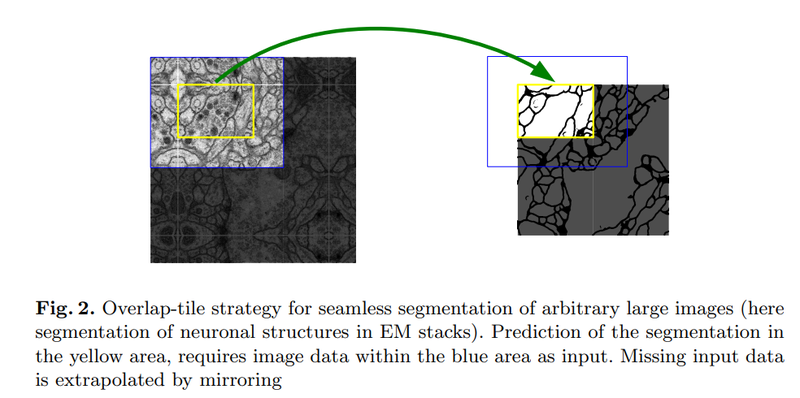 Fig. 2. Overlap-tile strategy for seamless segmentation of arbitrary large images (here
segmentation of neuronal structures in EM stacks). Prediction of the segmentation in
the yellow area, requires image data within the blue area as input. Missing input data
is extrapolated by mirroring